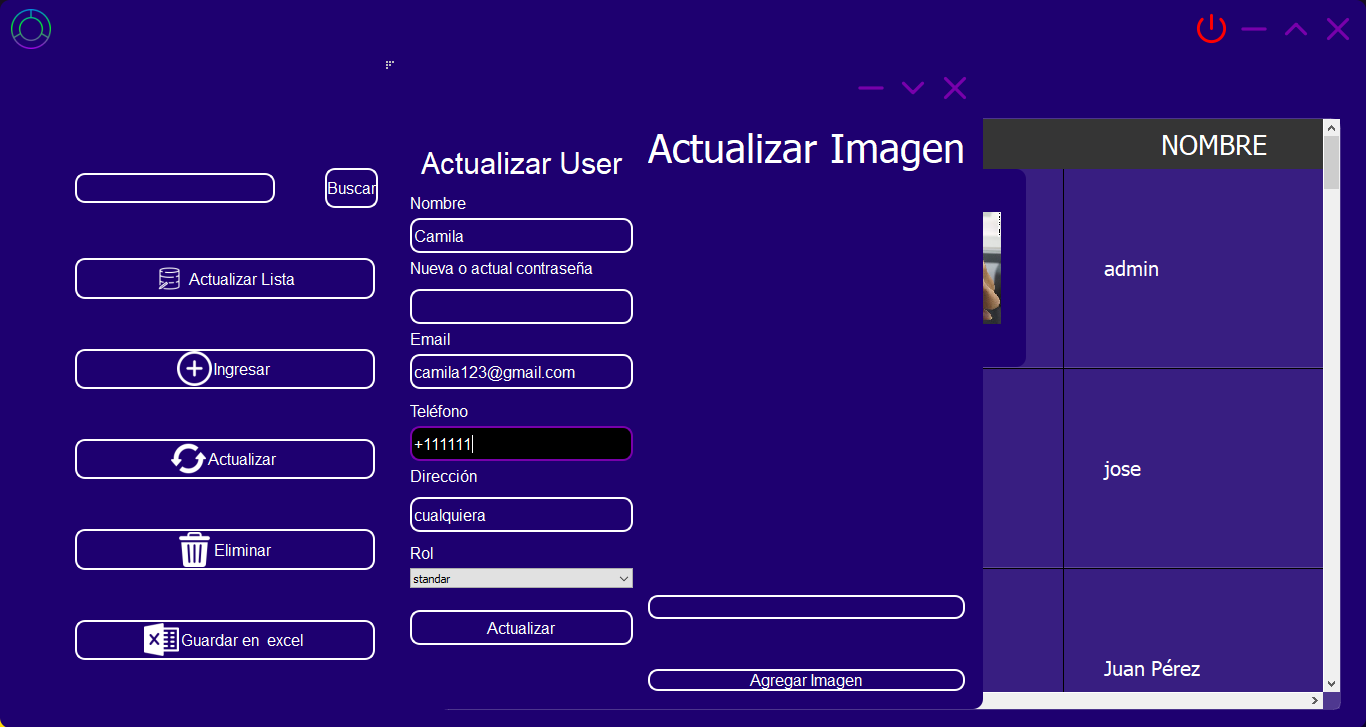 Buscar
Actualizar Lista
Ingresar
Actualizar
Eliminar
Guardar en excel
Actualizar User
Nombre
Camila
Nueva o actual contraseña
Email
camila123@gmail.com
Teléfono
+111111
Dirección
cualquiera
Rol
standar
Actualizar
Actualizar Imagen
Agregar Imagen
NOMBRE
admin
jose
Juan Pérez